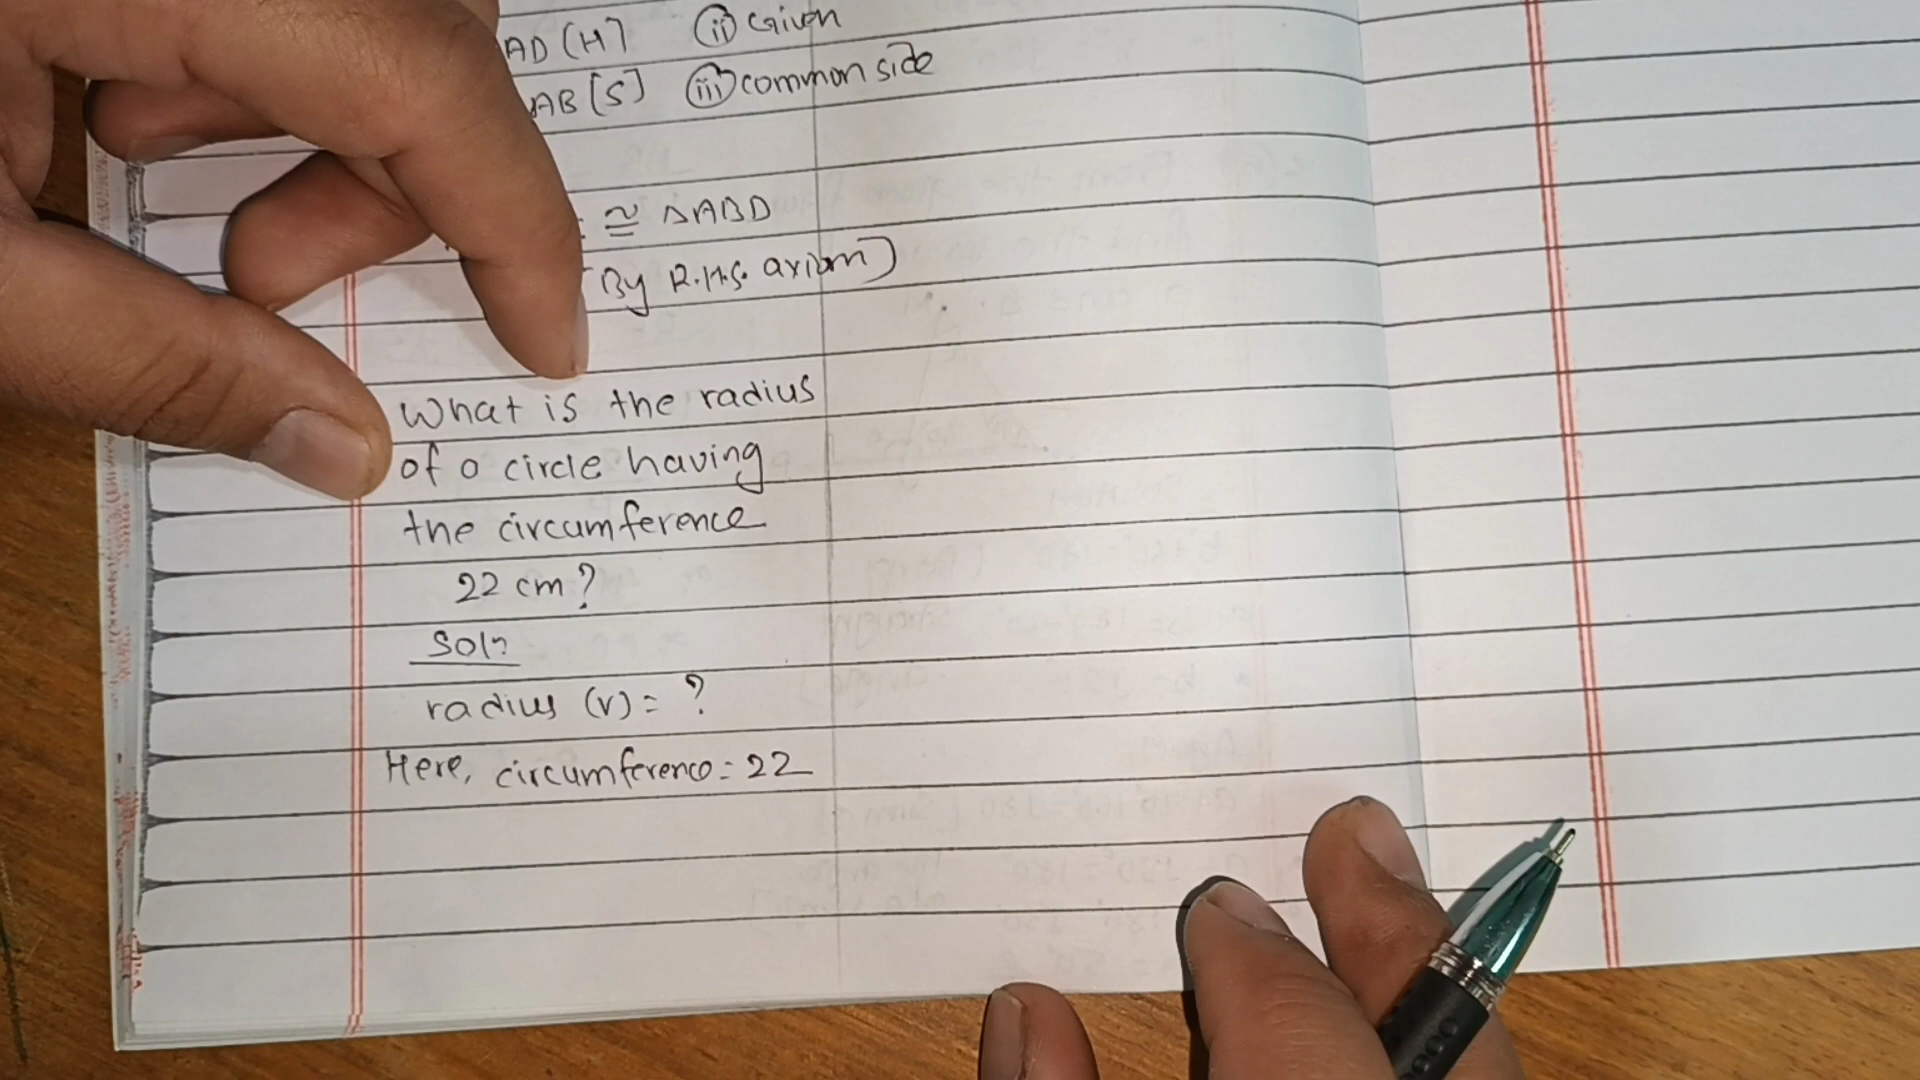 AD (H] (ii) Given
AB [S] (iii) common side
≅ ΔABD
[By R.H.S. axiom]
What is the radius
of a circle having
the circumference
22 cm?
Soln
radius (r) = ?
Here, circumference = 22